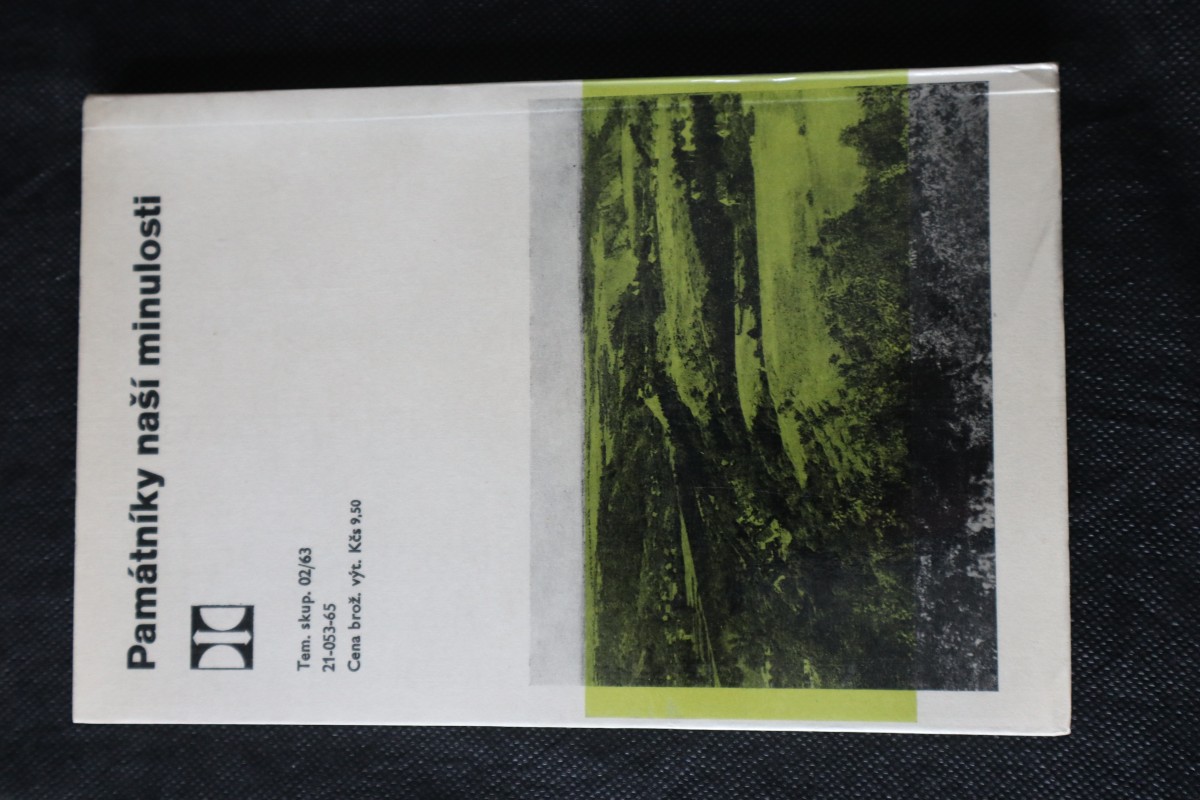 Památníky naší minulosti
Tem. skup. 02/63
21-053-65
Cena brož. výt. Kčs 9,50